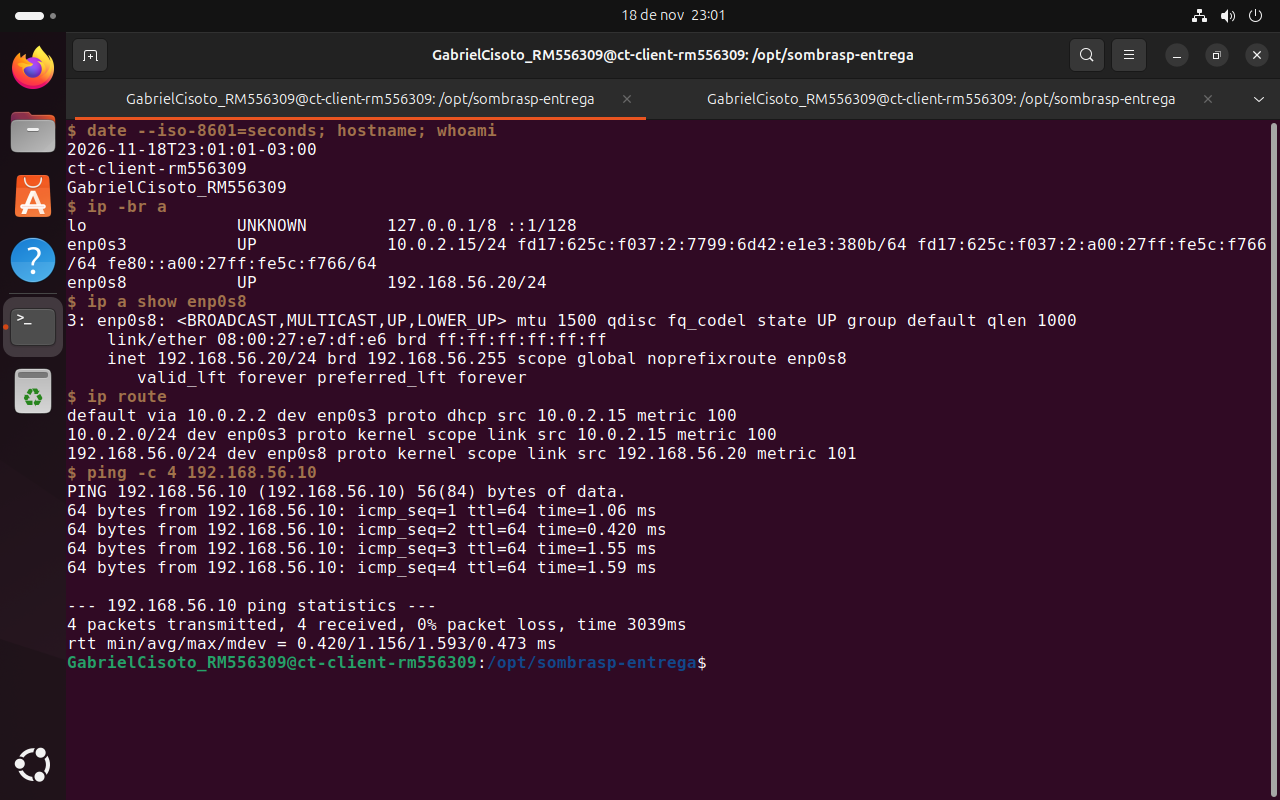 18 de nov 23:01
GabrielCisoto_RM556309@ct-client-rm556309: /opt/sombrasp-entrega
GabrielCisoto_RM556309@ct-client-rm556309: /opt/sombrasp-entrega
GabrielCisoto_RM556309@ct-client-rm556309: /opt/sombrasp-entrega
$ date --iso-8601=seconds; hostname; whoami
2026-11-18T23:01:01-03:00
ct-client-rm556309
GabrielCisoto_RM556309
$ ip -br a
lo               UNKNOWN        127.0.0.1/8 ::1/128
enp0s3           UP             10.0.2.15/24 fd17:625c:f037:2:7799:6d42:e1e3:380b/64 fd17:625c:f037:2:a00:27ff:fe5c:f766
/64 fe80::a00:27ff:fe5c:f766/64
enp0s8           UP             192.168.56.20/24
$ ip a show enp0s8
3: enp0s8: <BROADCAST,MULTICAST,UP,LOWER_UP> mtu 1500 qdisc fq_codel state UP group default qlen 1000
    link/ether 08:00:27:e7:df:e6 brd ff:ff:ff:ff:ff:ff
    inet 192.168.56.20/24 brd 192.168.56.255 scope global noprefixroute enp0s8
       valid_lft forever preferred_lft forever
$ ip route
default via 10.0.2.2 dev enp0s3 proto dhcp src 10.0.2.15 metric 100
10.0.2.0/24 dev enp0s3 proto kernel scope link src 10.0.2.15 metric 100
192.168.56.0/24 dev enp0s8 proto kernel scope link src 192.168.56.20 metric 101
$ ping -c 4 192.168.56.10
PING 192.168.56.10 (192.168.56.10) 56(84) bytes of data.
64 bytes from 192.168.56.10: icmp_seq=1 ttl=64 time=1.06 ms
64 bytes from 192.168.56.10: icmp_seq=2 ttl=64 time=0.420 ms
64 bytes from 192.168.56.10: icmp_seq=3 ttl=64 time=1.55 ms
64 bytes from 192.168.56.10: icmp_seq=4 ttl=64 time=1.59 ms
--- 192.168.56.10 ping statistics ---
4 packets transmitted, 4 received, 0% packet loss, time 3039ms
rtt min/avg/max/mdev = 0.420/1.156/1.593/0.473 ms
GabrielCisoto_RM556309@ct-client-rm556309:/opt/sombrasp-entrega$